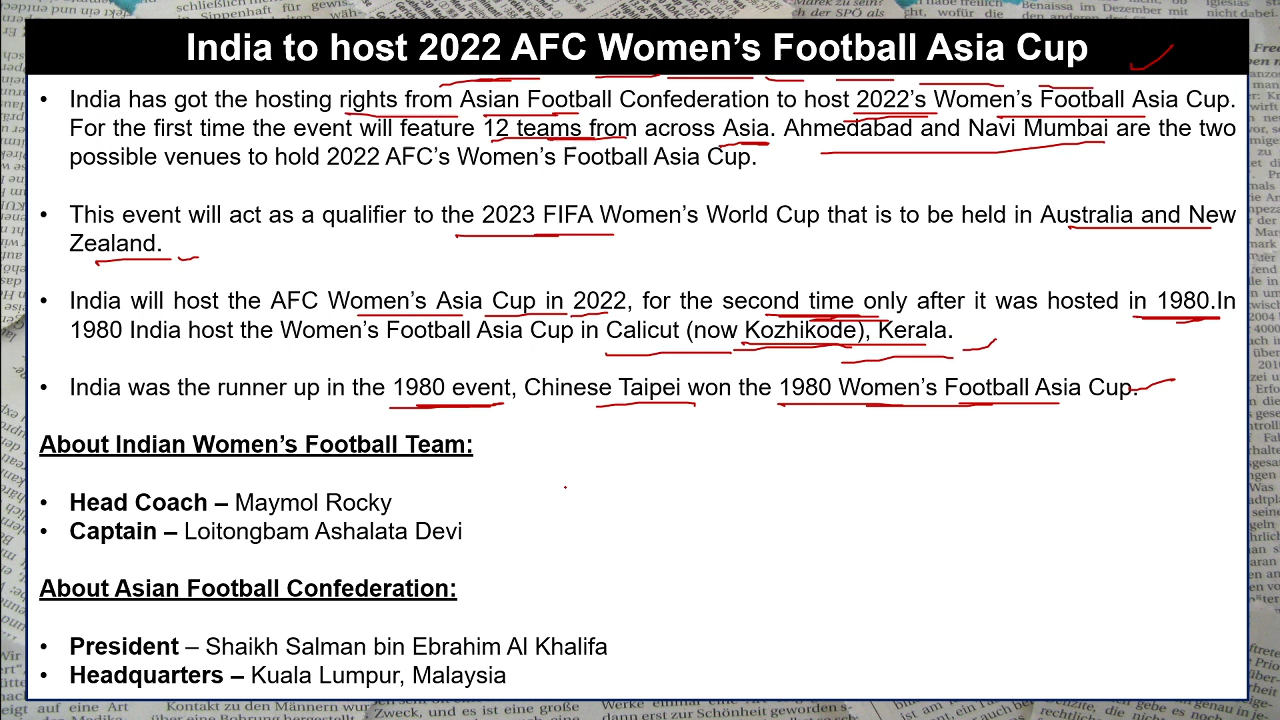 India to host 2022 AFC Women's Football Asia Cup
• India has got the hosting rights from Asian Football Confederation to host 2022's Women's Football Asia Cup.
For the first time the event will feature 12 teams from across Asia. Ahmedabad and Navi Mumbai are the two
possible venues to hold 2022 AFC's Women's Football Asia Cup.
• This event will act as a qualifier to the 2023 FIFA Women's World Cup that is to be held in Australia and New
Zealand.
• India will host the AFC Women's Asia Cup in 2022, for the second time only after it was hosted in 1980.In
1980 India host the Women's Football Asia Cup in Calicut (now Kozhikode), Kerala.
• India was the runner up in the 1980 event, Chinese Taipei won the 1980 Women's Football Asia Cup.
About Indian Women's Football Team:
• Head Coach – Maymol Rocky
• Captain – Loitongbam Ashalata Devi
About Asian Football Confederation:
• President – Shaikh Salman bin Ebrahim Al Khalifa
• Headquarters – Kuala Lumpur, Malaysia